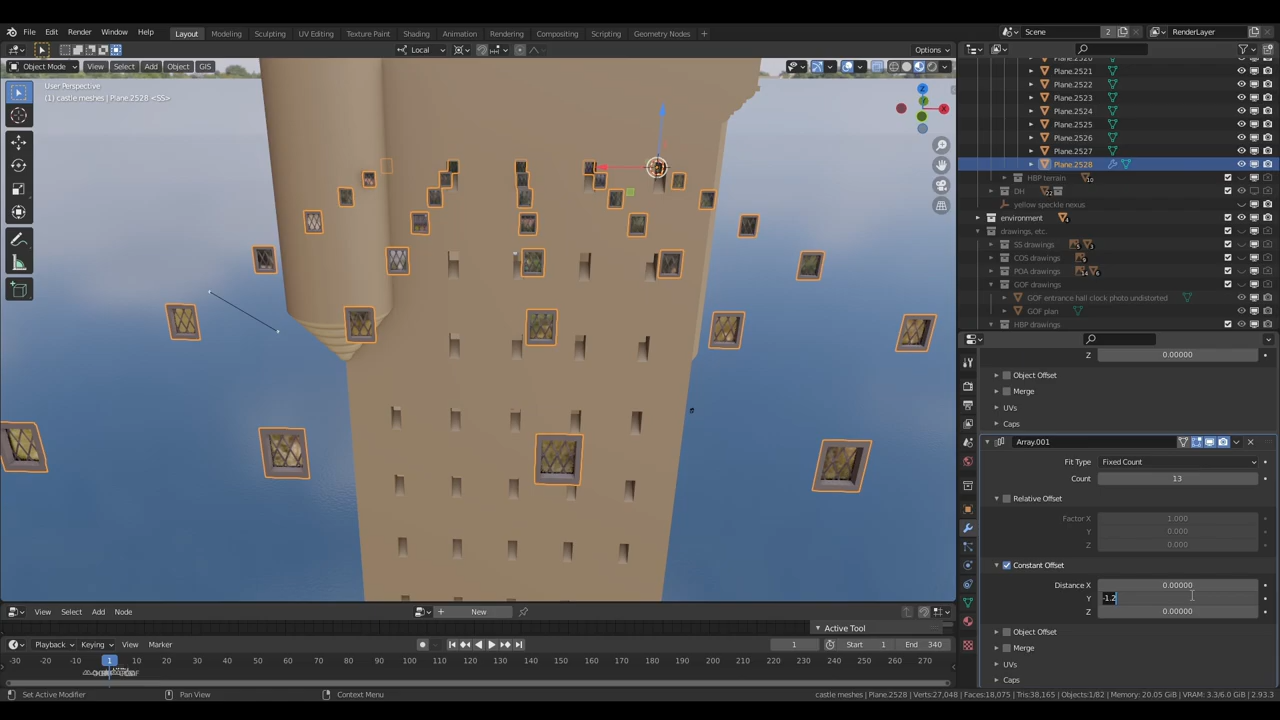 File Edit Render Window Help Layout Modeling Sculpting UV Editing Texture Paint Shading Animation Rendering Compositing Scripting Geometry Nodes Scene 2 RenderLayer
Local Options
Object Mode View Select Add Object GIS
User Perspective
(1) castle meshes | Plane.2528 <SS>
Plane.2521
Plane.2522
Plane.2523
Plane.2524
Plane.2525
Plane.2526
Plane.2527
Plane.2528
HBP terrain
DH
yellow speckle nexus
environment
drawings, etc.
SS drawings
COS drawings
POA drawings
GOF drawings
GOF entrance hall clock photo undistorted
GOF plan
HBP drawings
Z 0.00000
Object Offset
Merge
UVs
Caps
Array.001
Fit Type Fixed Count
Count 13
Relative Offset
Factor X 1.000
Y 0.000
Z 0.000
Constant Offset
Distance X 0.00000
Y -1.2
Z 0.00000
Object Offset
Merge
UVs
Caps
View Select Add Node New
Active Tool
Playback Keying View Marker 1 Start 1 End 340
-30 -20 -10 1 10 20 30 40 50 60 70 80 90 100 110 120 130 140 150 160 170 180 190 200 210 220 230 240 250 260 270
Set Active Modifier Pan View Context Menu castle meshes | Plane.2528 | Verts:27,048 | Faces:18,075 | Tris:38,165 | Objects:1/82 | Memory: 20.05 GiB | VRAM: 3.3/6.0 GiB | 2.93.3